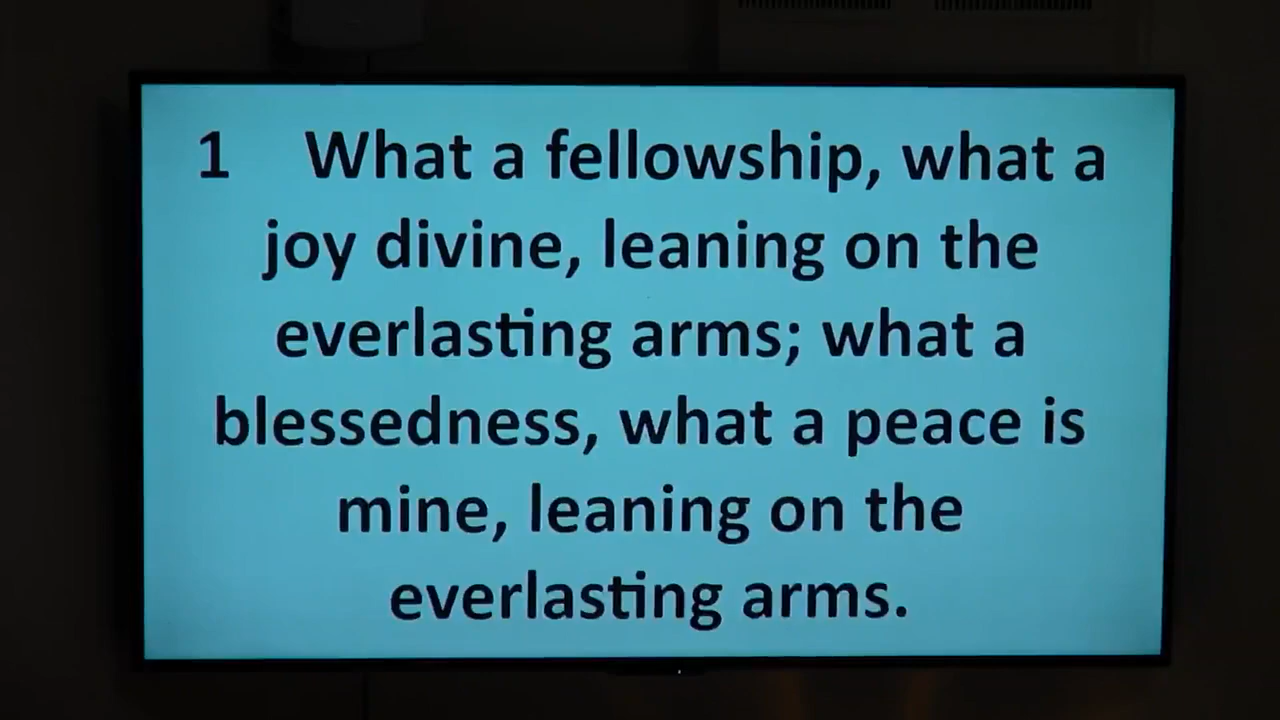 1 What a fellowship, what a
joy divine, leaning on the
everlasting arms; what a
blessedness, what a peace is
mine, leaning on the
everlasting arms.